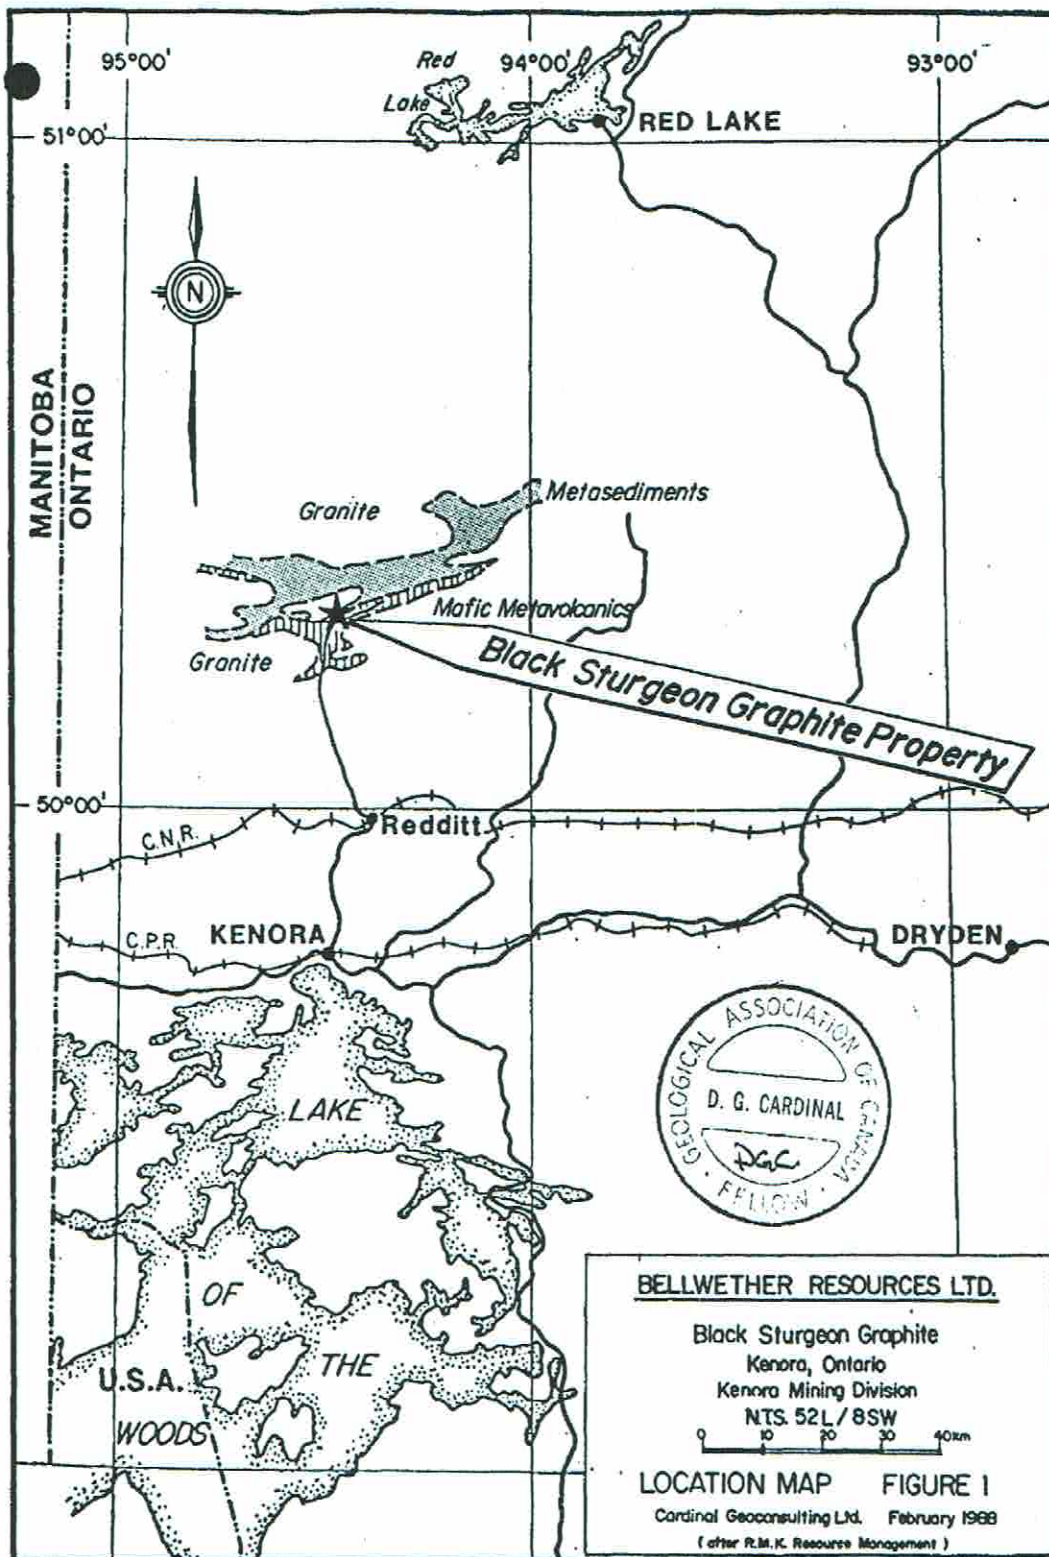 95°00'
94°00'
93°00'
Red
Lake
51°00'
RED LAKE
N
MANITOBA
ONTARIO
Granite
Metasediments
Mafic Metavolcanics
Granite
Black Sturgeon Graphite Property
50°00'
C.N.R.
Redditt
C.P.R.
KENORA
DRYDEN
GEOLOGICAL ASSOCIATION OF CANADA
D. G. CARDINAL
DGC
FELLOW
LAKE
OF
THE
WOODS
U.S.A.
BELLWETHER RESOURCES LTD.
Black Sturgeon Graphite
Kenora, Ontario
Kenora Mining Division
N.T.S. 52L/8SW
0 10 20 30 40km
LOCATION MAP FIGURE 1
Cardinal Geoconsulting Ltd. February 1988
(after R.M.K. Resource Management)